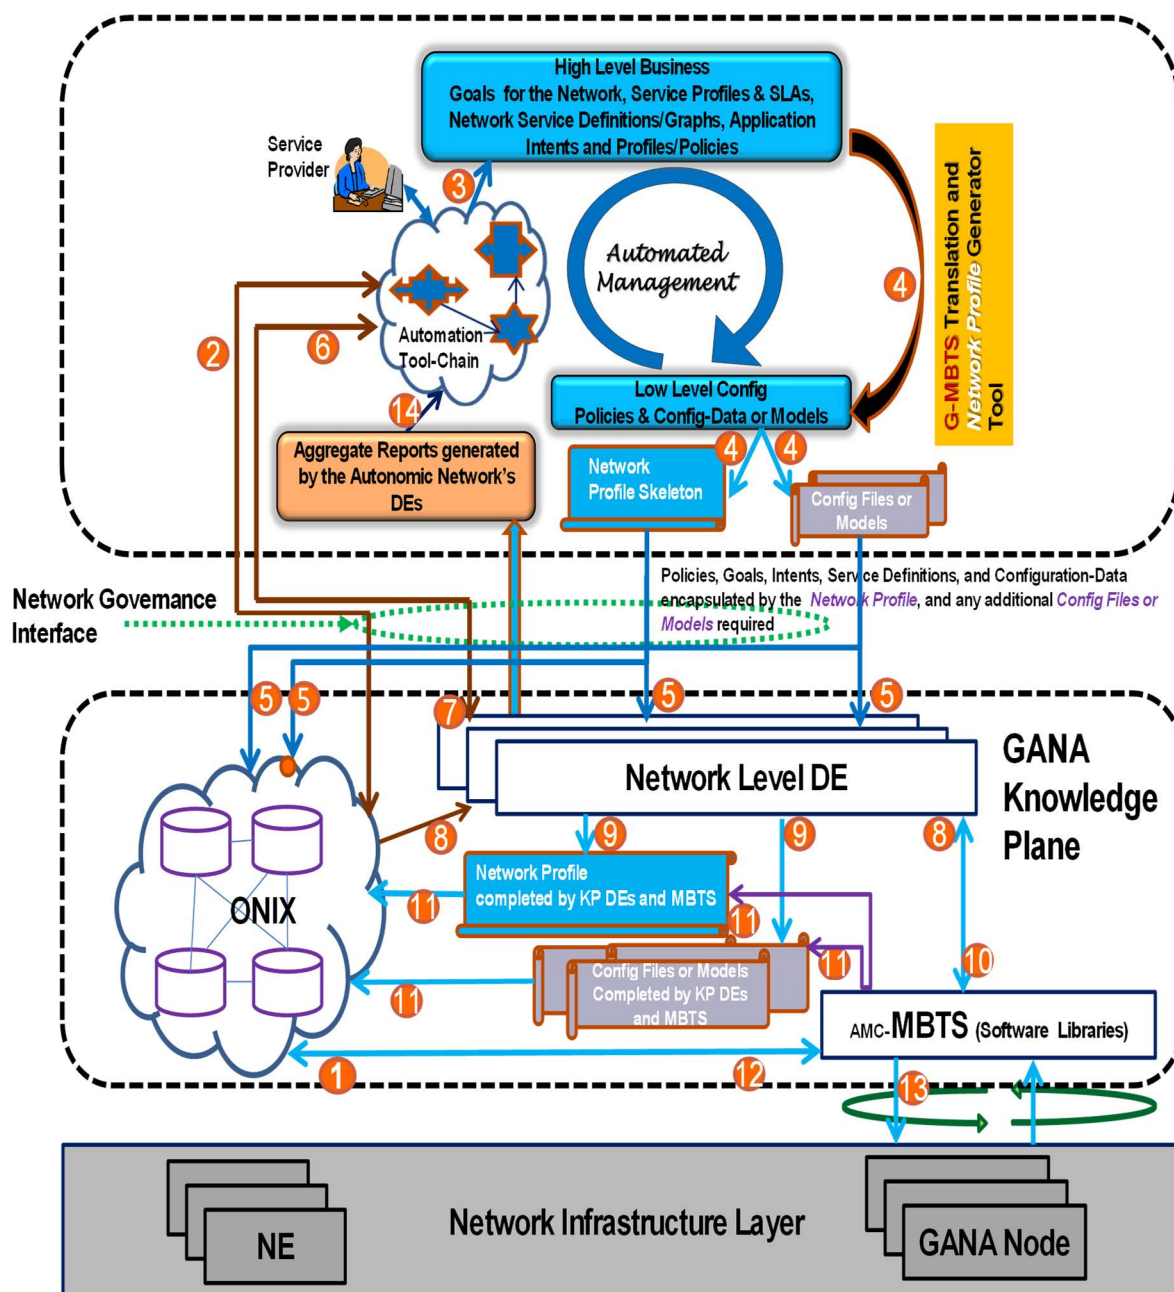 High Level Business
Goals for the Network, Service Profiles & SLAs,
Network Service Definitions/Graphs, Application
Intents and Profiles/Policies
Service
Provider
3
Automated
Management
4
G-MBTS Translation and
Network Profile Generator
Tool
2
6
Automation
Tool-Chain
14
Low Level Config
Policies & Config-Data or Models
4
4
Aggregate Reports generated
by the Autonomic Network's
DEs
Network
Profile Skeleton
Config Files or
Models
Policies, Goals, Intents, Service Definitions, and Configuration-Data
encapsulated by the Network Profile, and any additional Config Files or
Models required
Network Governance
Interface
5
5
7
5
5
Network Level DE
GANA
Knowledge
Plane
8
9
9
8
Network Profile
completed by KP DEs and MBTS
11
11
ONIX
Config Files or Models
Completed by KP DEs
and MBTS
11
11
10
AMC-MBTS (Software Libraries)
1
12
13
NE
Network Infrastructure Layer
GANA Node